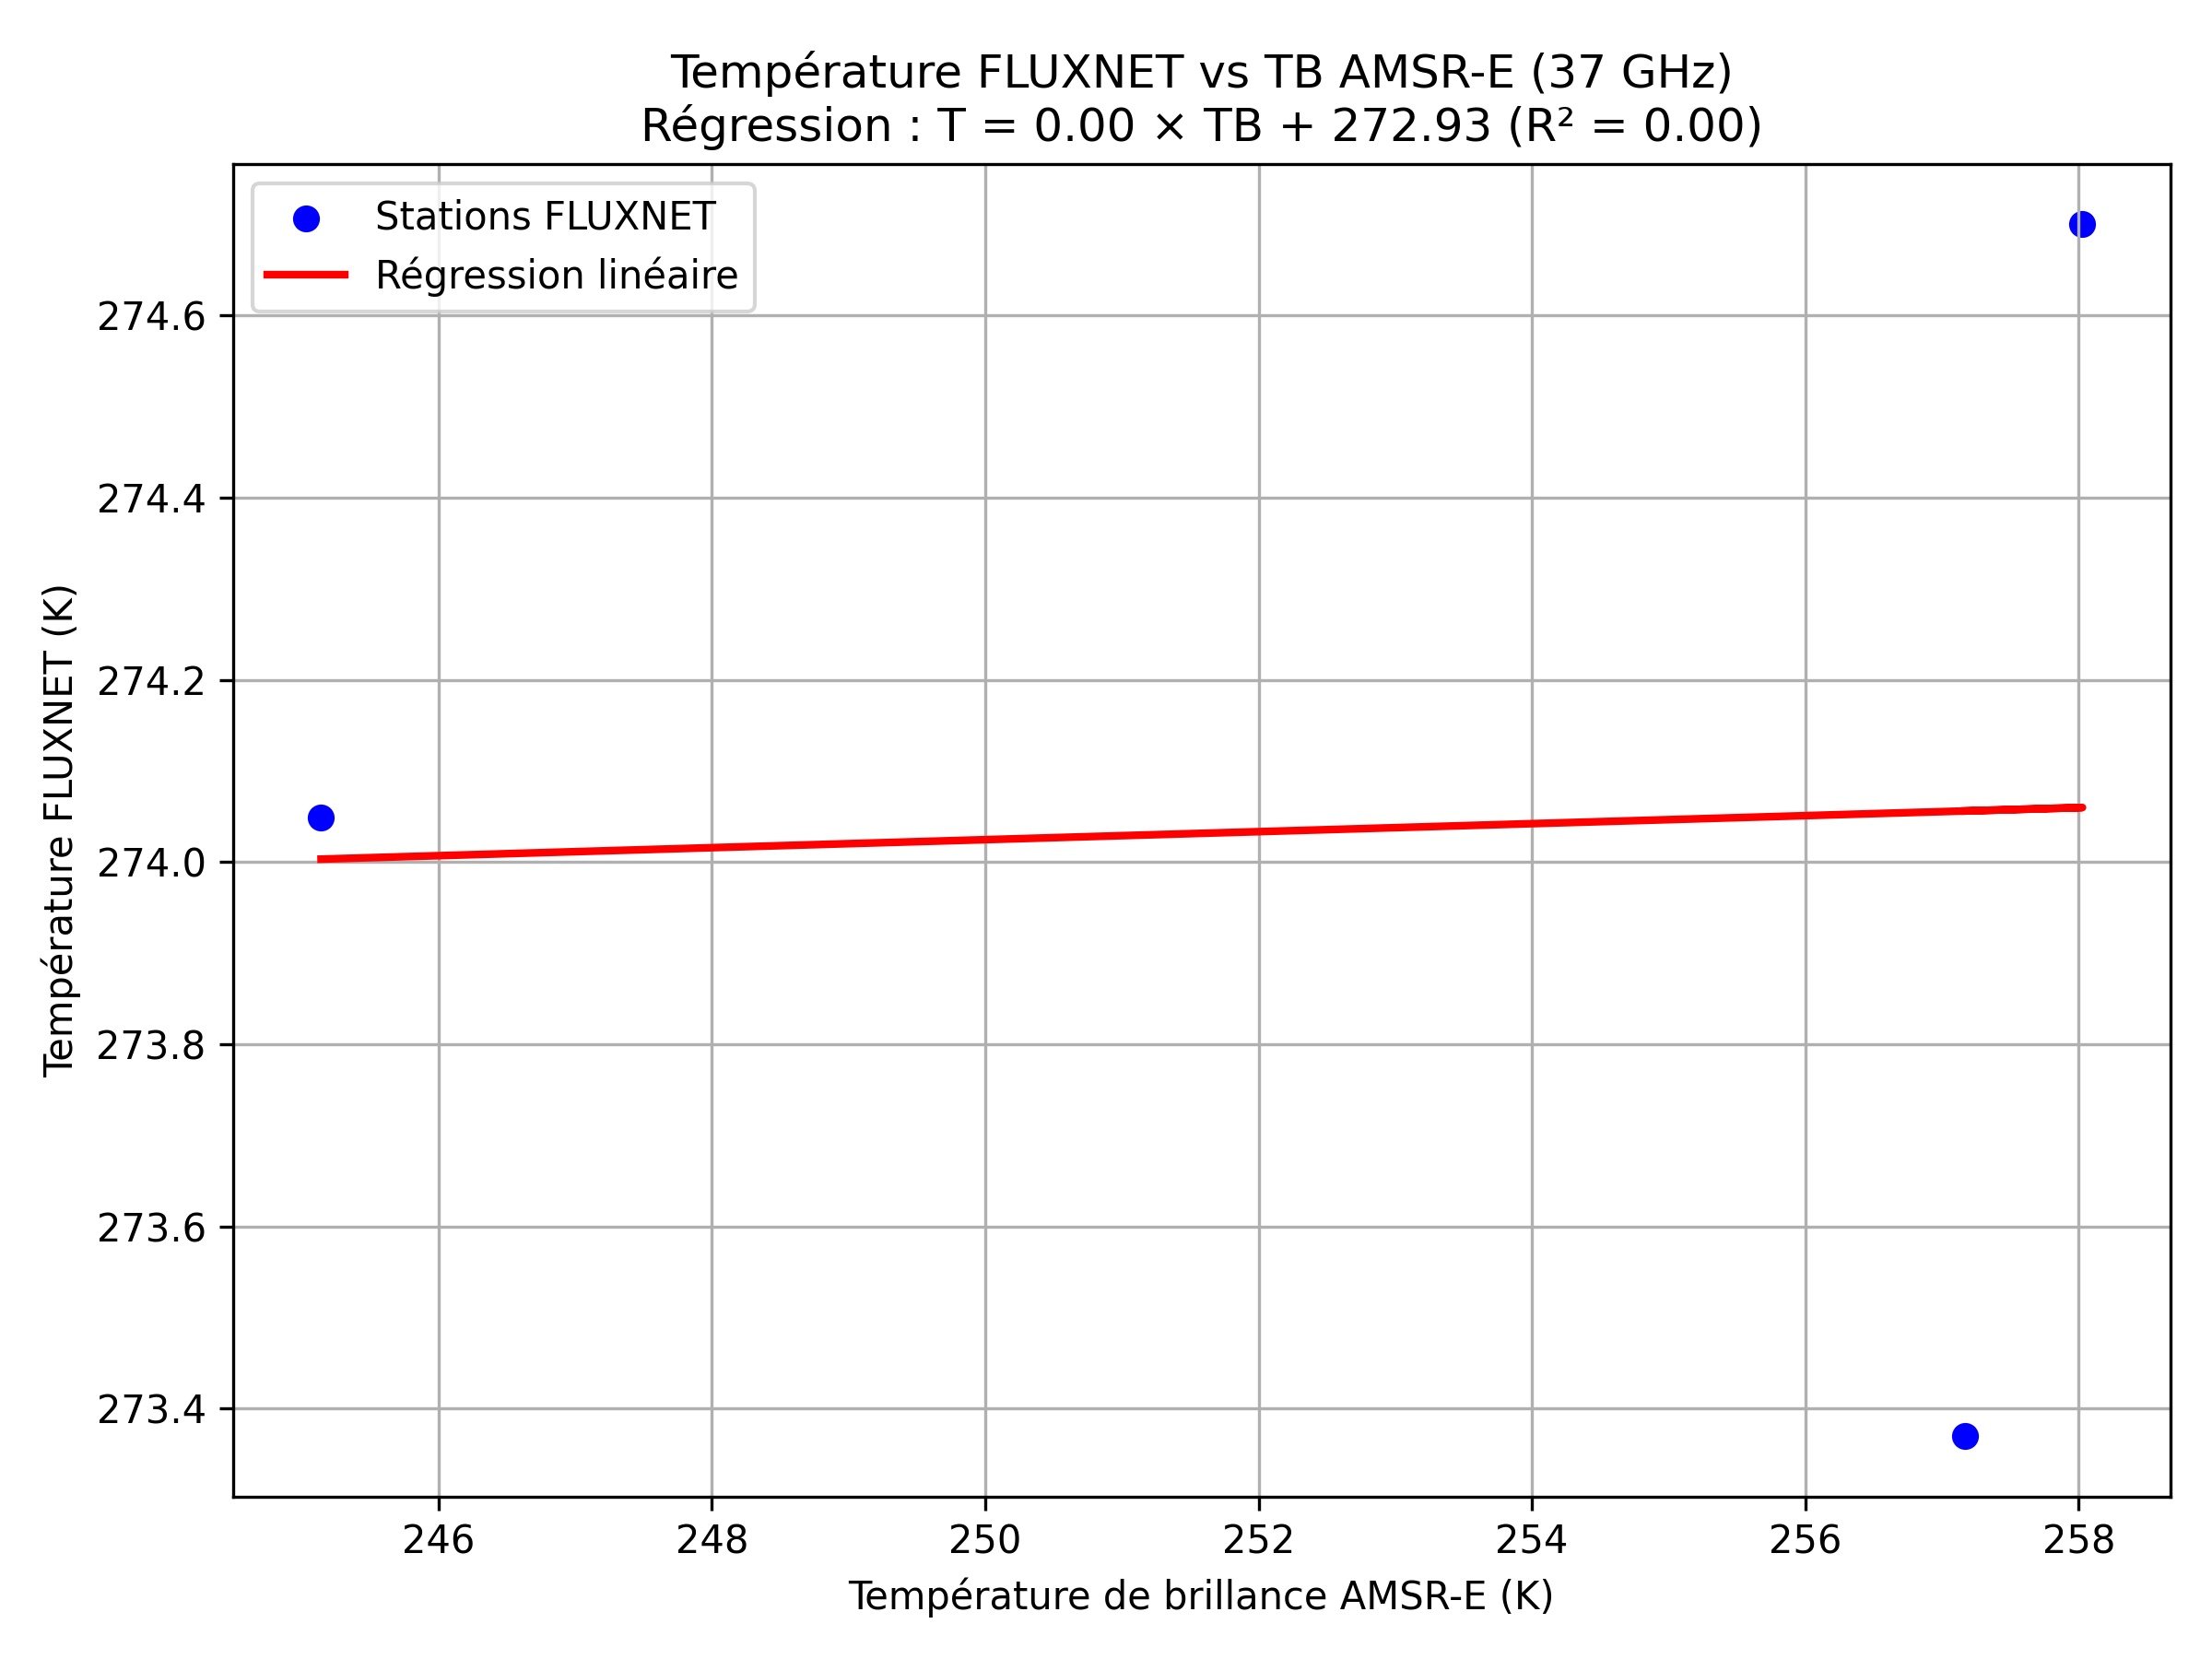 Température FLUXNET vs TB AMSR-E (37 GHz)
Régression : T = 0.00 × TB + 272.93 (R² = 0.00)
Stations FLUXNET
Régression linéaire
274.6
274.4
274.2
274.0
273.8
273.6
273.4
Température FLUXNET (K)
246 248 250 252 254 256 258
Température de brillance AMSR-E (K)